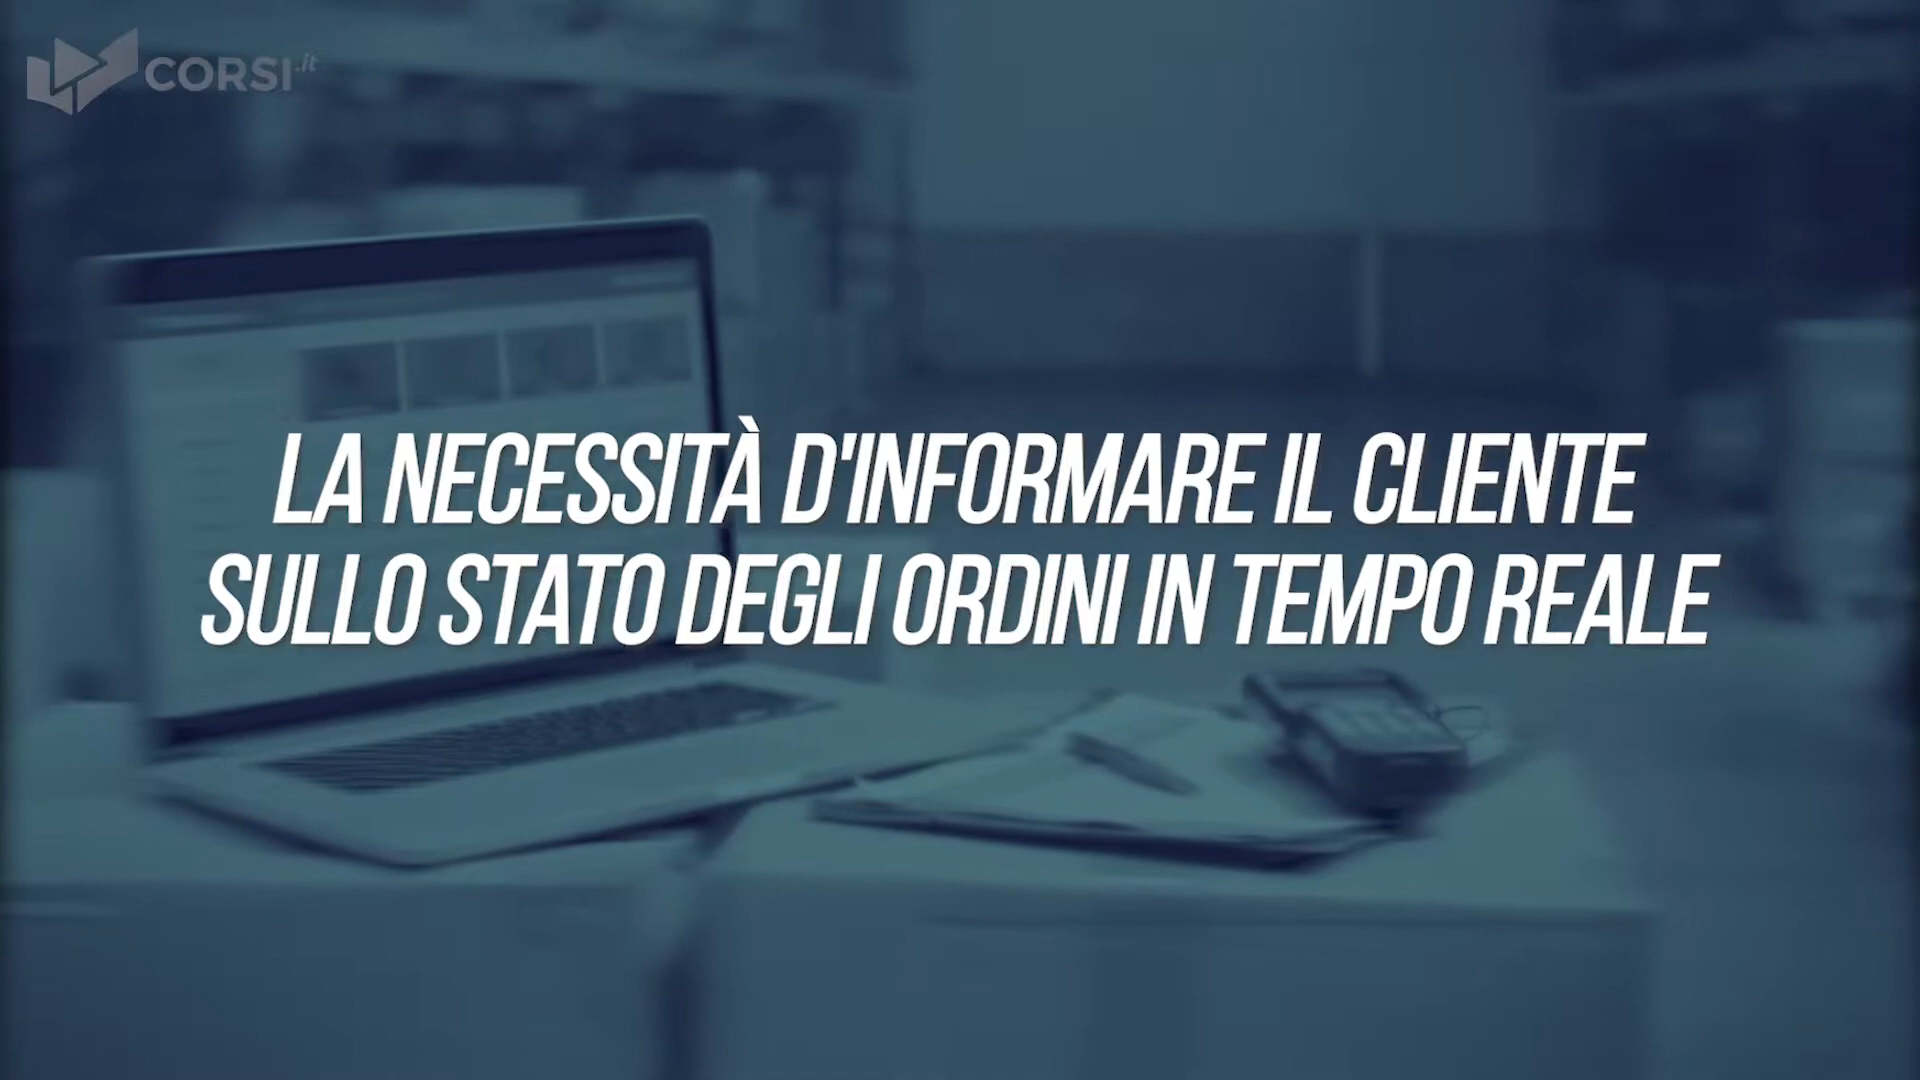 CORSI.it
LA NECESSITÀ D'INFORMARE IL CLIENTE
SULLO STATO DEGLI ORDINI IN TEMPO REALE